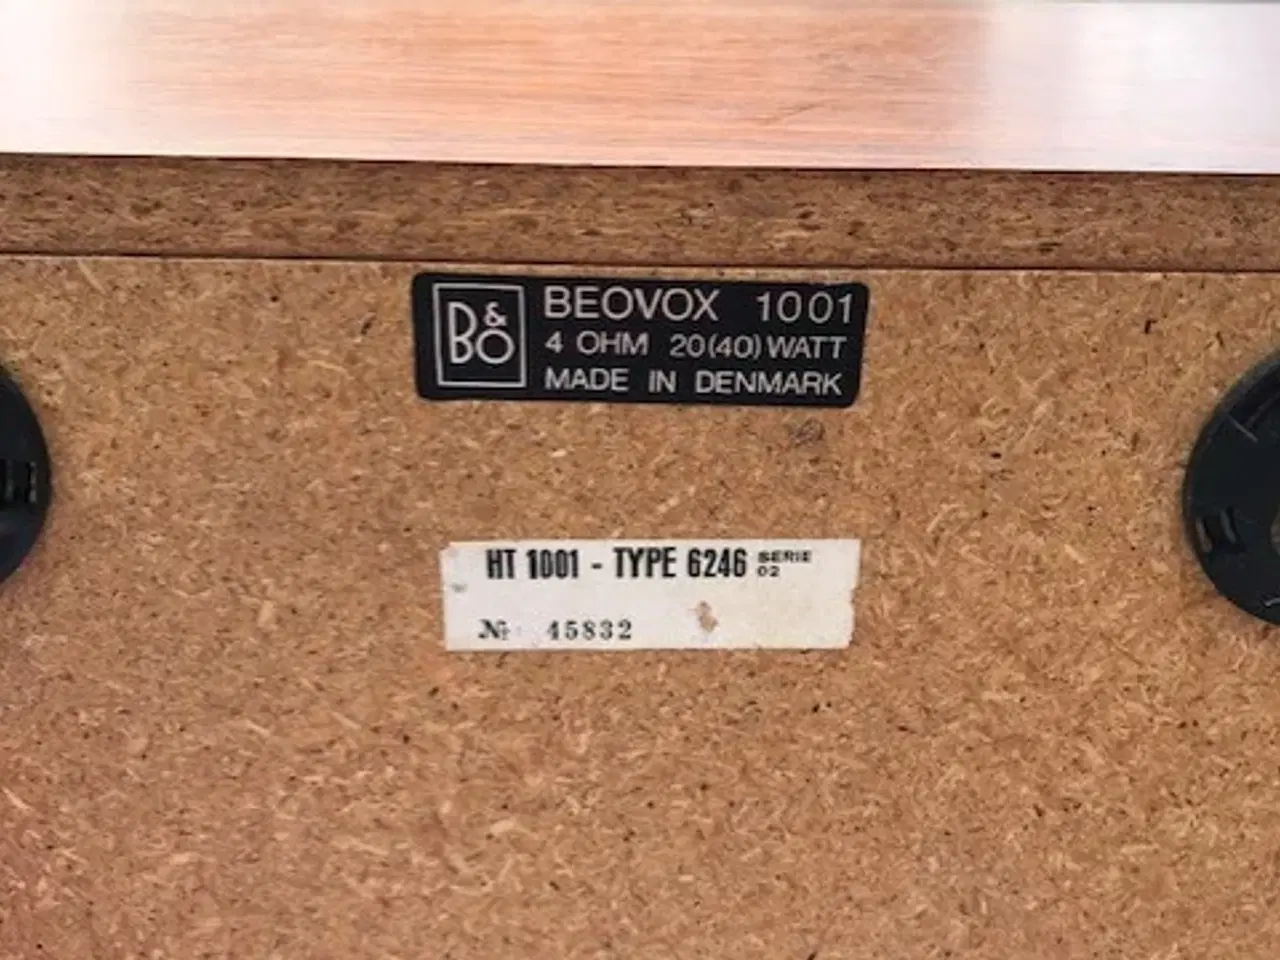 B&O
BEOVOX 1001
4 OHM 20(40) WATT
MADE IN DENMARK
HT 1001 - TYPE 6246 SERIE 02
№ 45832